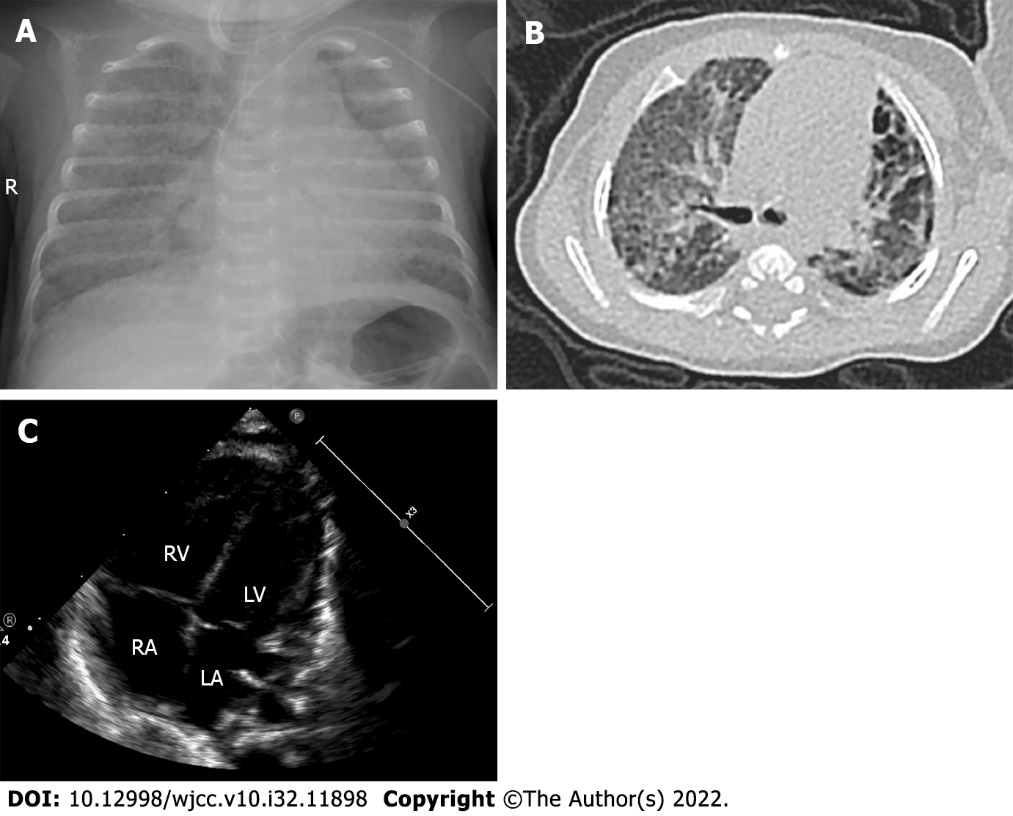 A
B
R
C
P
X3
RV
LV
R
4
RA
LA
DOI: 10.12998/wjcc.v10.i32.11898 Copyright ©The Author(s) 2022.